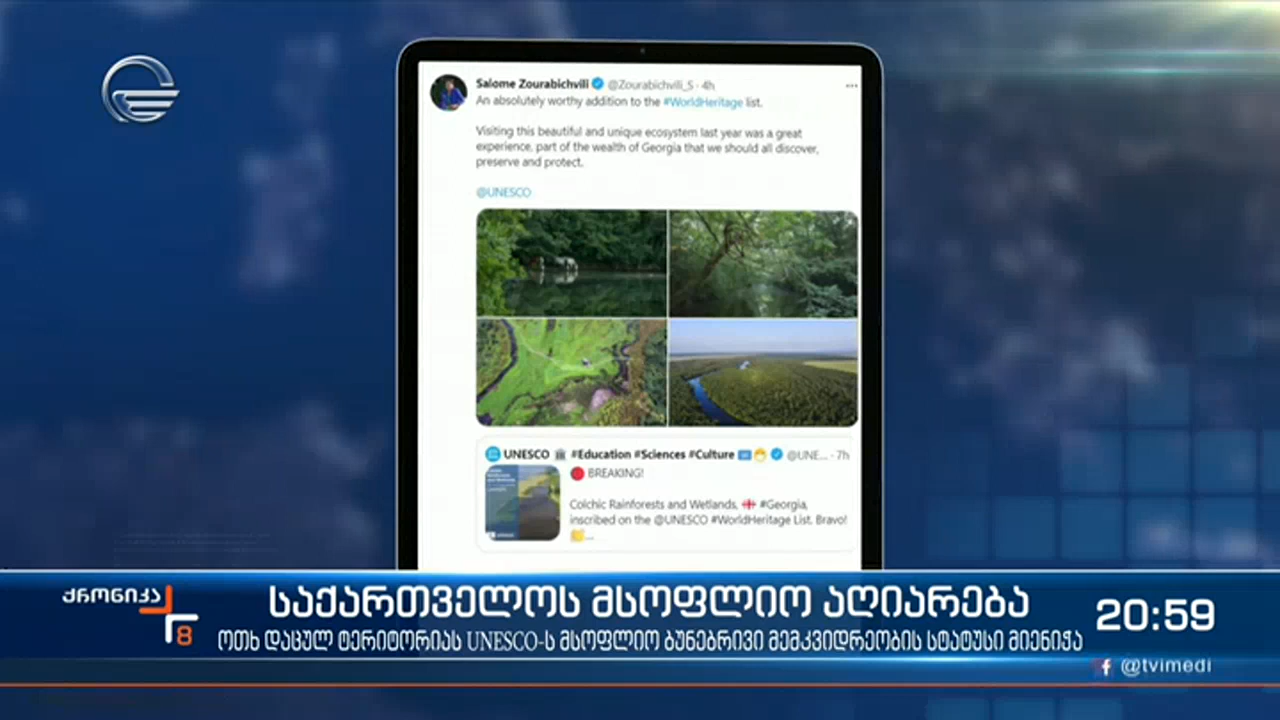 Salome Zourabichvili @Zourabichvili_S · 4h
An absolutely worthy addition to the #WorldHeritage list.
Visiting this beautiful and unique ecosystem last year was a great
experience, part of the wealth of Georgia that we should all discover,
preserve and protect.
@UNESCO
UNESCO #Education #Sciences #Culture @UNE... · 7h
BREAKING!
Colchic Rainforests and Wetlands, #Georgia,
inscribed on the @UNESCO #WorldHeritage List. Bravo!
...
ქრონიკა
8
საქართველოს მსოფლიო აღიარება
ოთხ დაცულ ტერიტორიას UNESCO-ს მსოფლიო ბუნებრივი მემკვიდრეობის სტატუსი მიენიჭა
20:59
@tvimedi